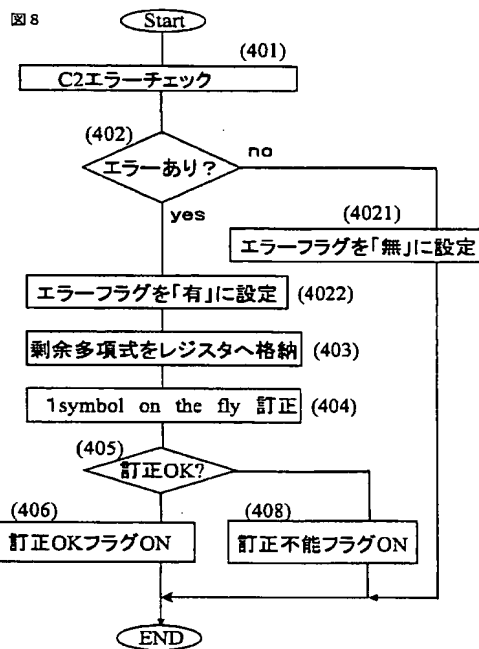 図8
Start
(401)
C2エラーチェック
(402)
エラーあり?
no
yes
(4021)
エラーフラグを「無」に設定
エラーフラグを「有」に設定 (4022)
剰余多項式をレジスタへ格納 (403)
1symbol on the fly 訂正 (404)
(405)
訂正OK?
(406)
訂正OKフラグON
(408)
訂正不能フラグON
END